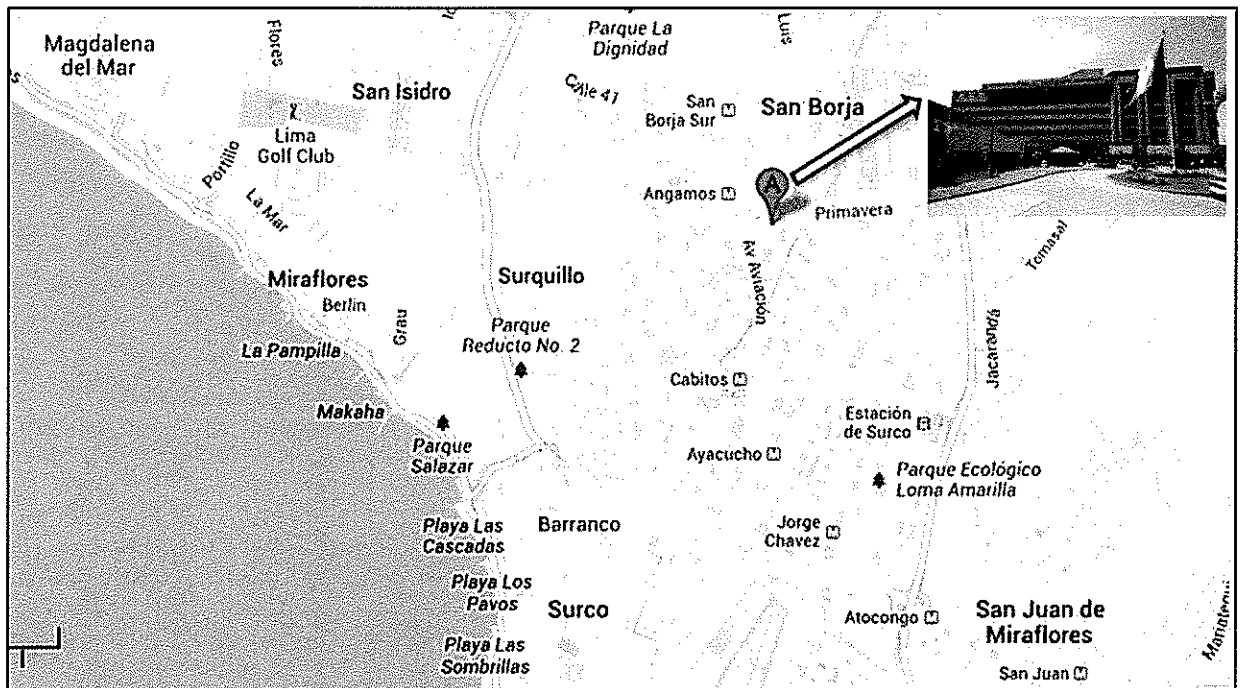 Magdalena
del Mar
Flores
San Isidro
Lima
Golf Club
Portillo
La Mar
Parque La
Dignidad
Calle 41
Luis
San
Borja Sur
San Borja
Angamos
A
Primavera
Av Aviación
Tomasal
Jacarandá
Miraflores
Berlin
Grau
Surquillo
Parque
Reducto No. 2
La Pampilla
Makaha
Parque
Salazar
Cabitos
Ayacucho
Estación
de Surco
Parque Ecológico
Loma Amarilla
Jorge
Chavez
Playa Las
Cascadas
Barranco
Playa Los
Pavos
Surco
Playa Las
Sombrillas
Atocongo
San Juan de
Miraflores
San Juan